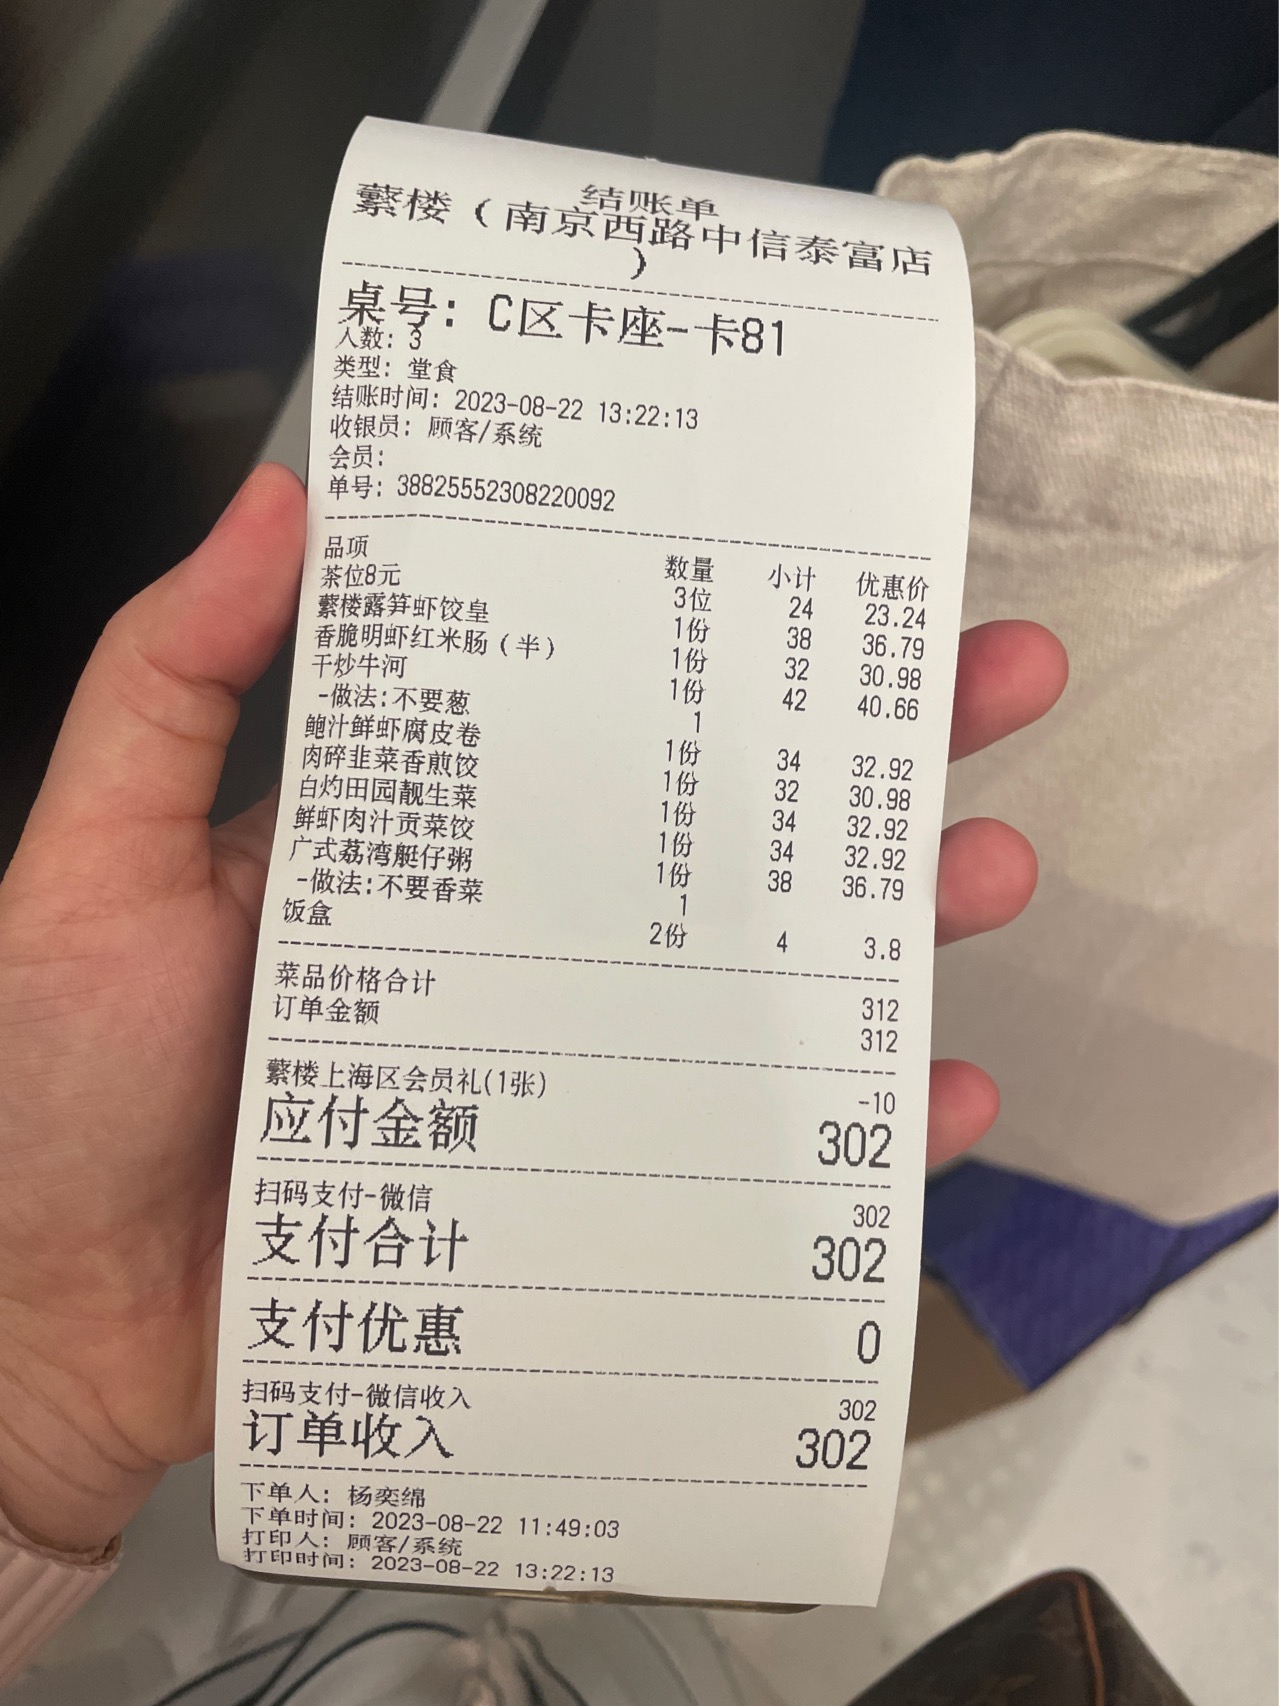 结账单
蘩楼（南京西路中信泰富店
）
桌号: C区卡座-卡81
人数: 3
类型: 堂食
结账时间: 2023-08-22 13:22:13
收银员: 顾客/系统
会员:
单号: 38825552308220092
品项 数量 小计 优惠价
茶位8元 3位 24 23.24
蘩楼露笋虾饺皇 1份 38 36.79
香脆明虾红米肠（半） 1份 32 30.98
干炒牛河 1份 42 40.66
-做法:不要葱 1
鲍汁鲜虾腐皮卷 1份 34 32.92
肉碎韭菜香煎饺 1份 32 30.98
白灼田园靓生菜 1份 34 32.92
鲜虾肉汁贡菜饺 1份 34 32.92
广式荔湾艇仔粥 1份 38 36.79
-做法:不要香菜 1
饭盒 2份 4 3.8
菜品价格合计 312
订单金额 312
蘩楼上海区会员礼(1张) -10
应付金额 302
扫码支付-微信 302
支付合计 302
支付优惠 0
扫码支付-微信收入 302
订单收入 302
下单人: 杨奕绵
下单时间: 2023-08-22 11:49:03
打印人: 顾客/系统
打印时间: 2023-08-22 13:22:13